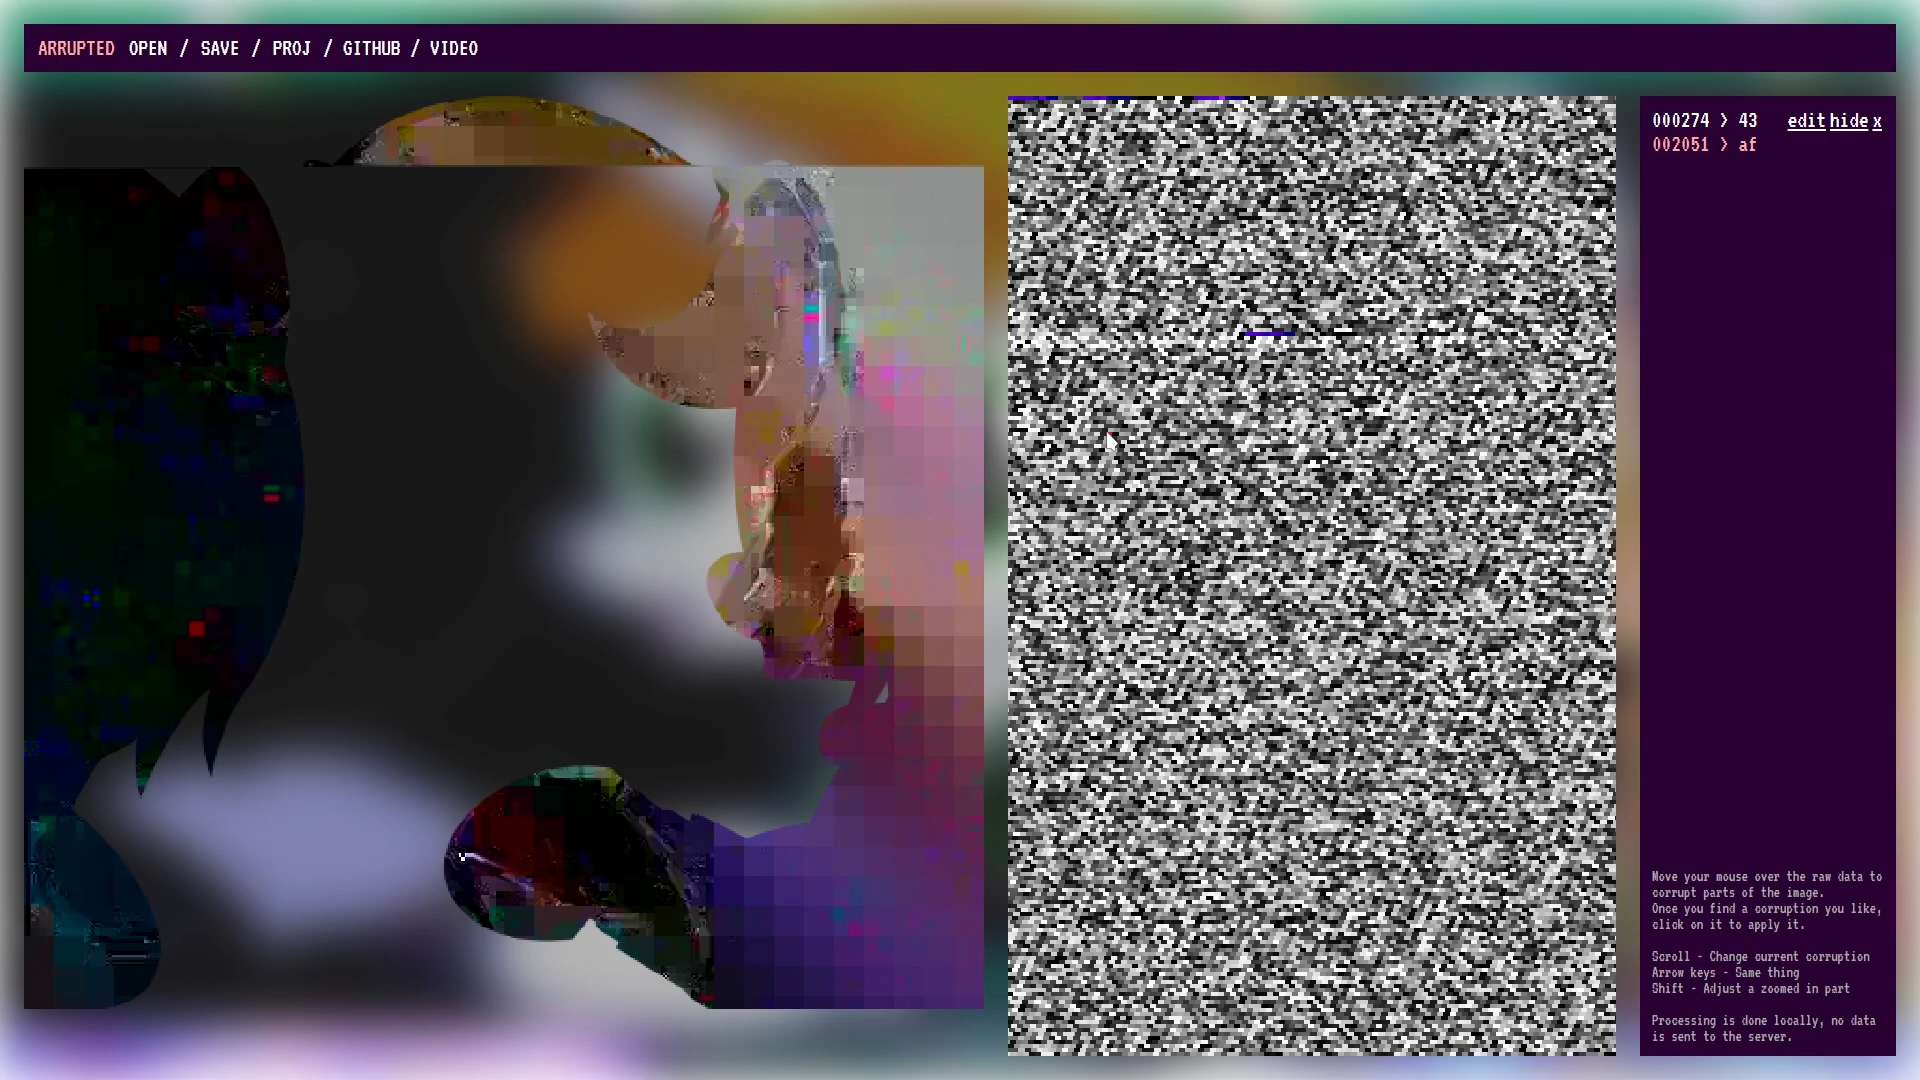 ARRUPTED OPEN / SAVE / PROJ / GITHUB / VIDEO
000274 > 43 edit hide x
002051 > af
Move your mouse over the raw data to
corrupt parts of the image.
Once you find a corruption you like,
click on it to apply it.
Scroll - Change current corruption
Arrow keys - Same thing
Shift - Adjust a zoomed in part
Processing is done locally, no data
is sent to the server.